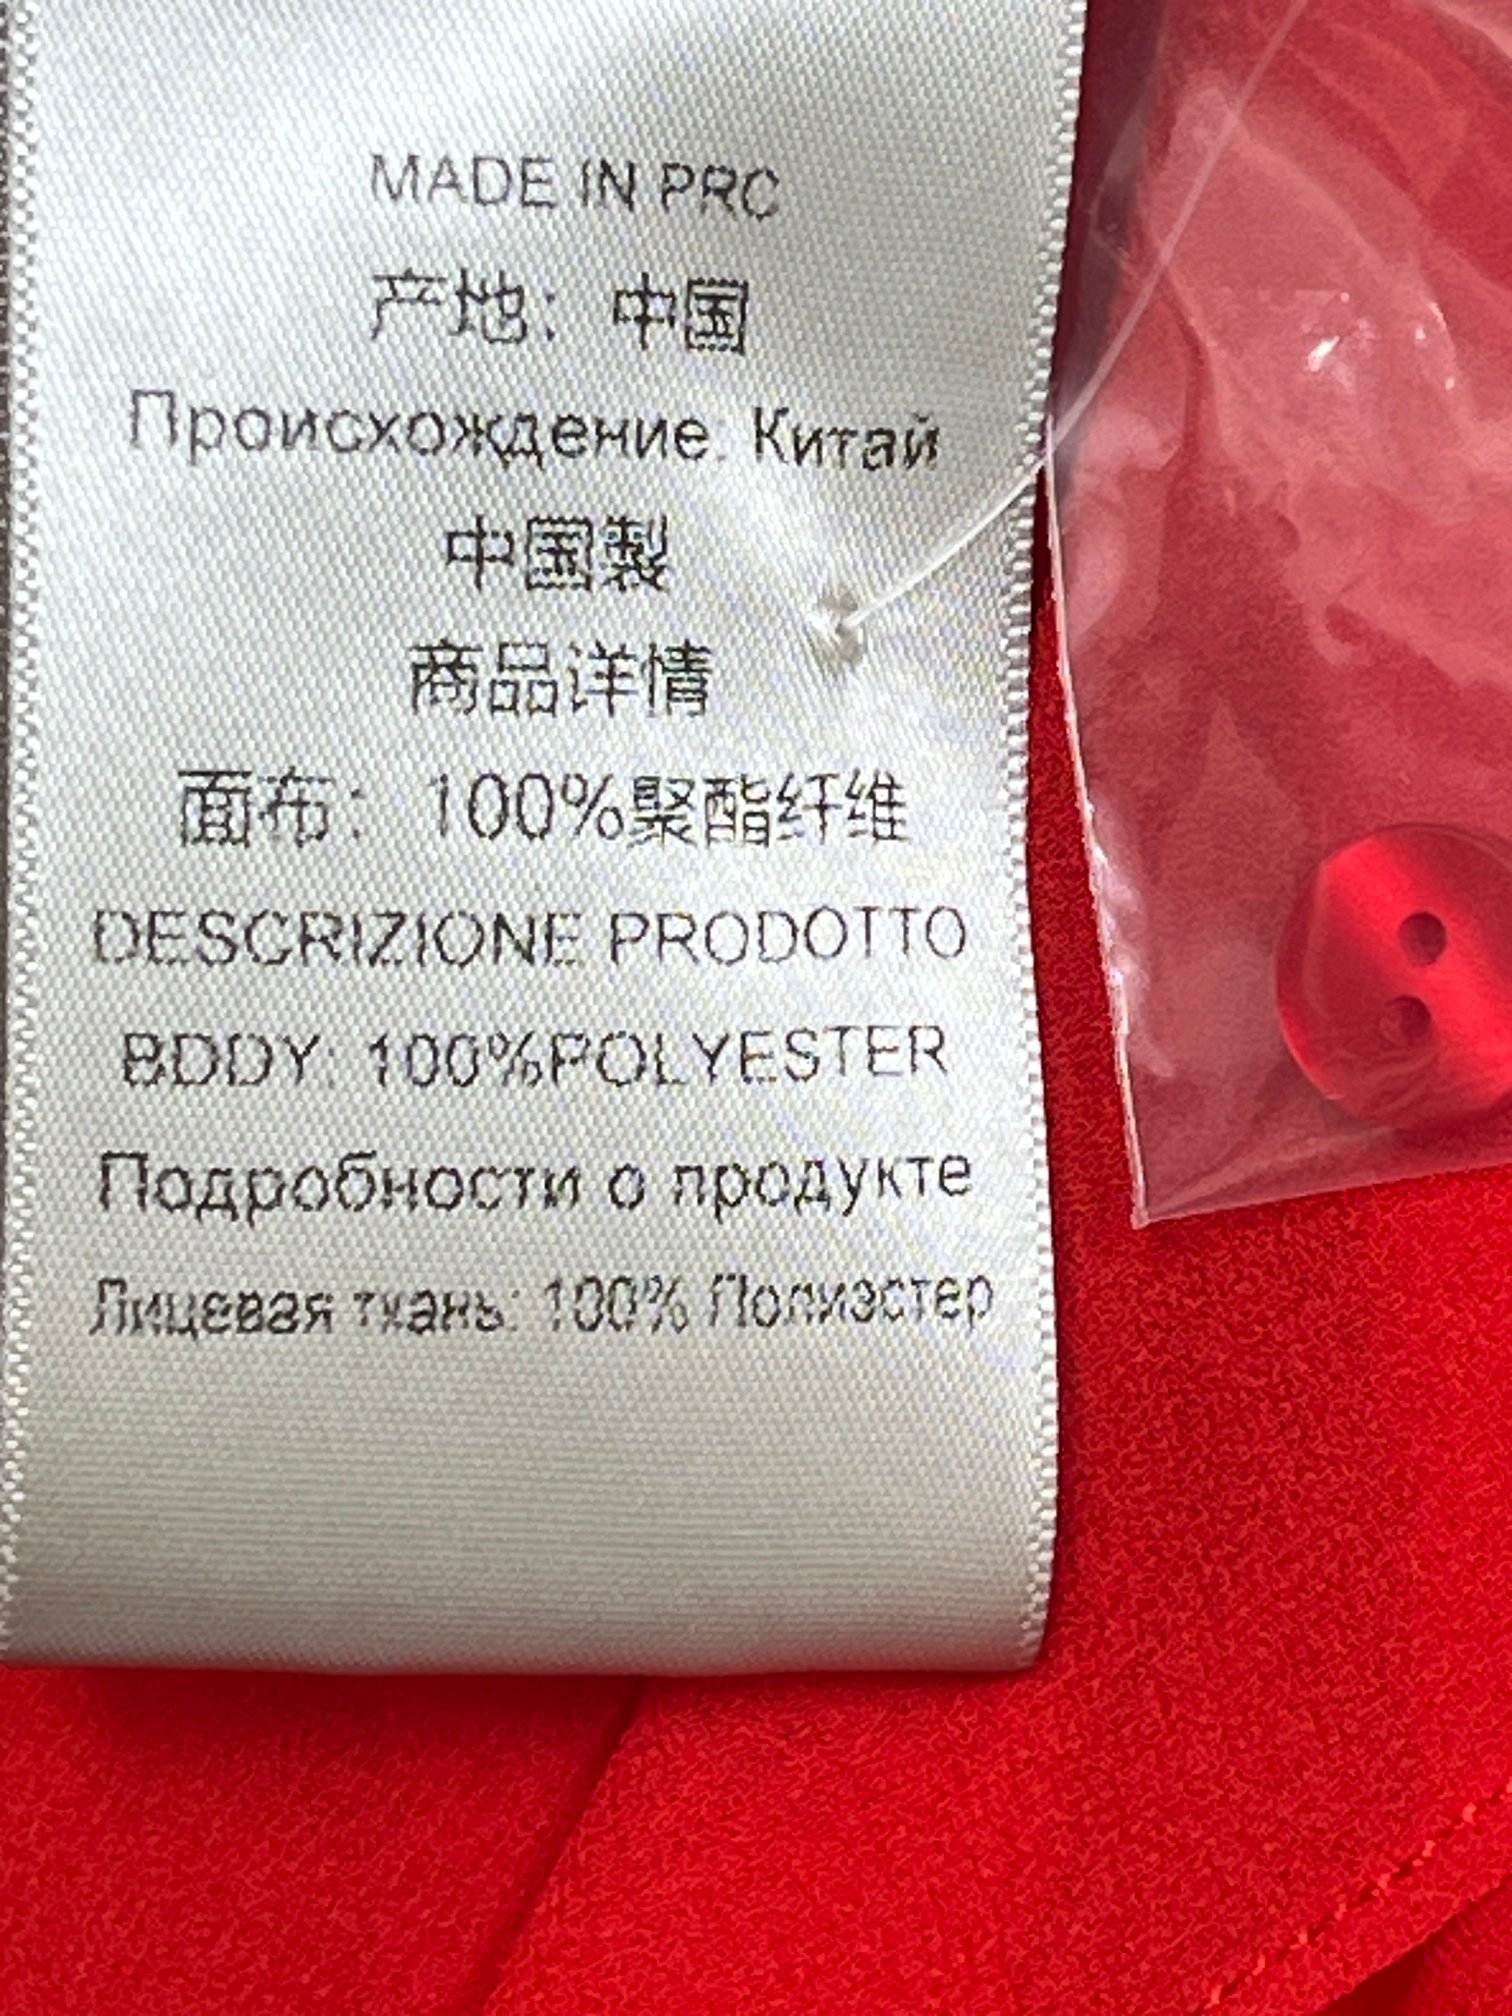 MADE IN PRC
产地：中国
Происхождение: Китай
中国製
商品详情
面布：100%聚酯纤维
DESCRIZIONE PRODOTTO
BODY: 100%POLYESTER
Подробности о продукте
Лицевая ткань: 100% Полиэстер